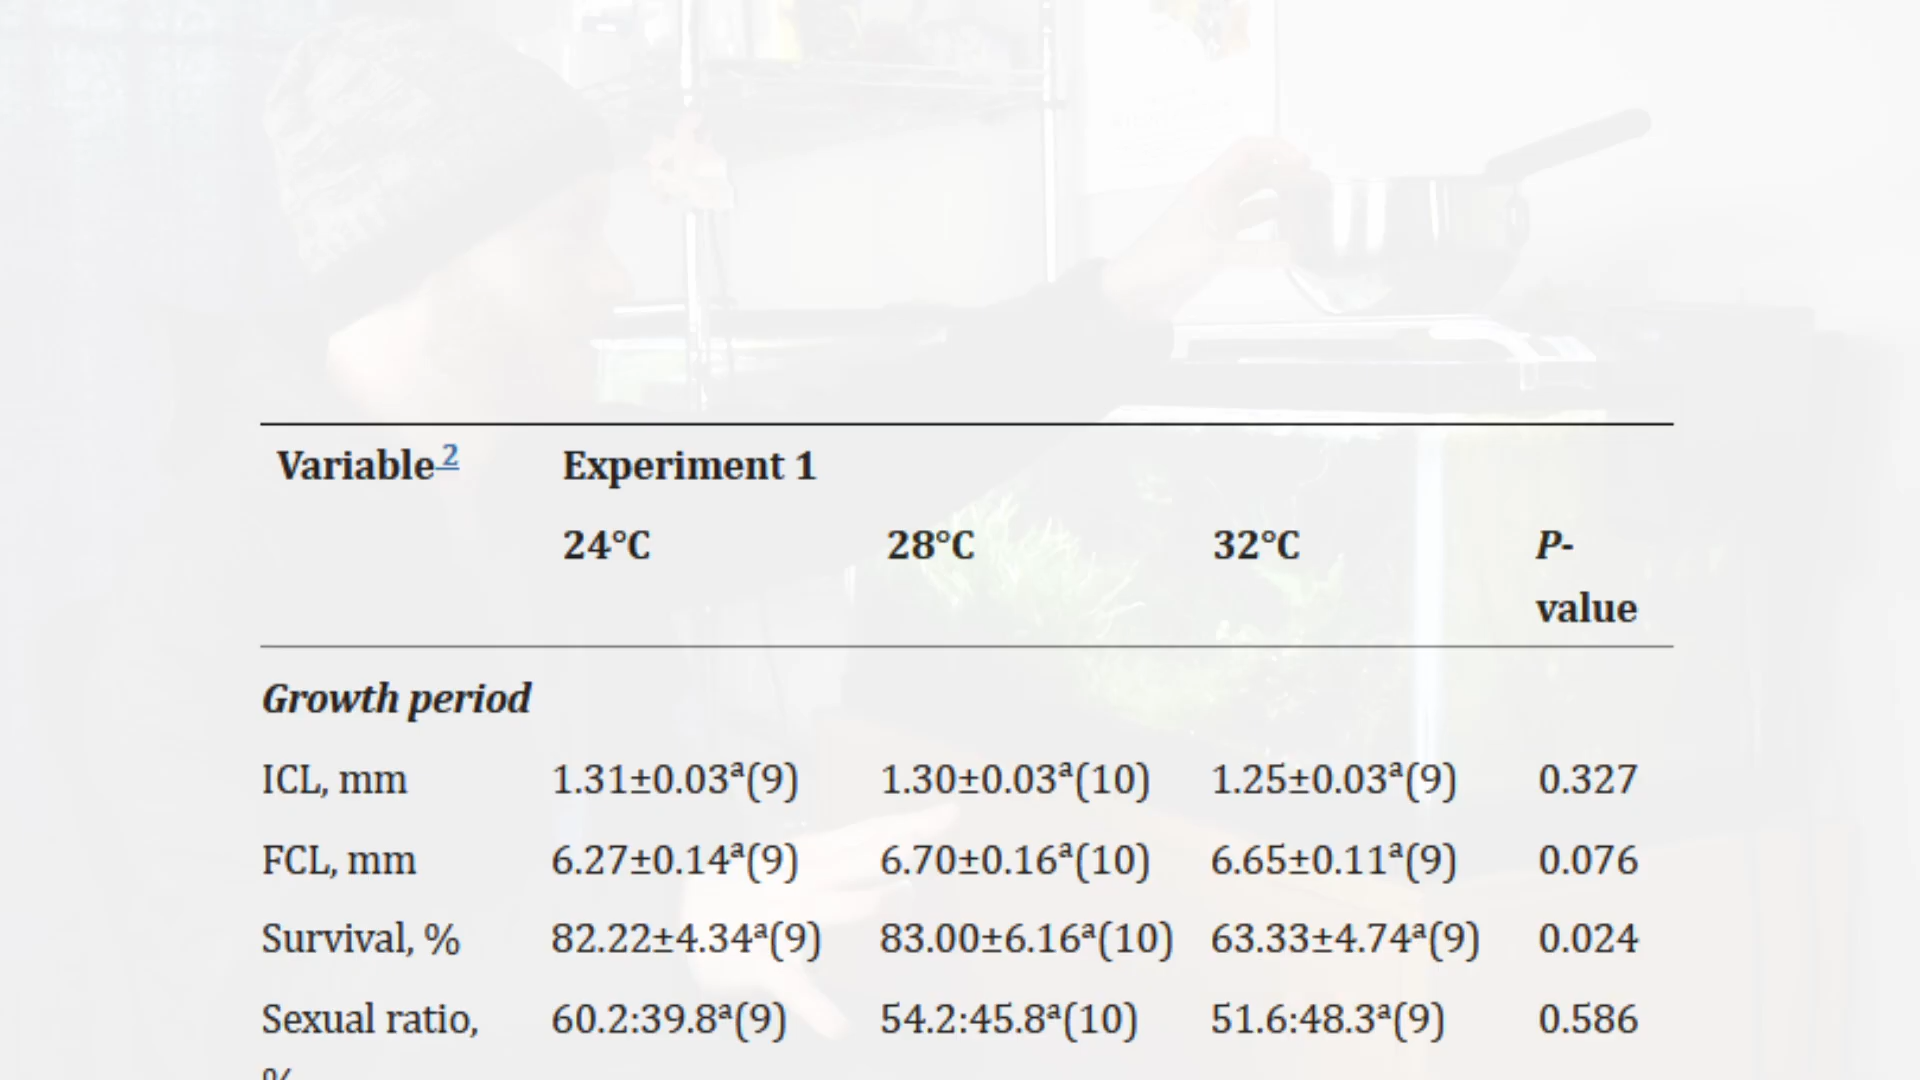 Variable 2 Experiment 1
24°C 28°C 32°C P-
value
Growth period
ICL, mm 1.31±0.03ª(9) 1.30±0.03ª(10) 1.25±0.03ª(9) 0.327
FCL, mm 6.27±0.14ª(9) 6.70±0.16ª(10) 6.65±0.11ª(9) 0.076
Survival, % 82.22±4.34ª(9) 83.00±6.16ª(10) 63.33±4.74ª(9) 0.024
Sexual ratio, 60.2:39.8ª(9) 54.2:45.8ª(10) 51.6:48.3ª(9) 0.586
%